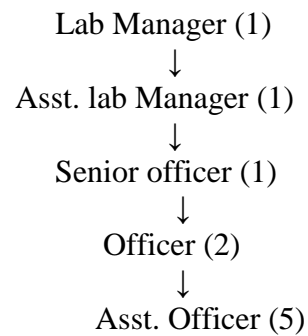 Lab Manager (1)
↓
Asst. lab Manager (1)
↓
Senior officer (1)
↓
Officer (2)
↓
Asst. Officer (5)